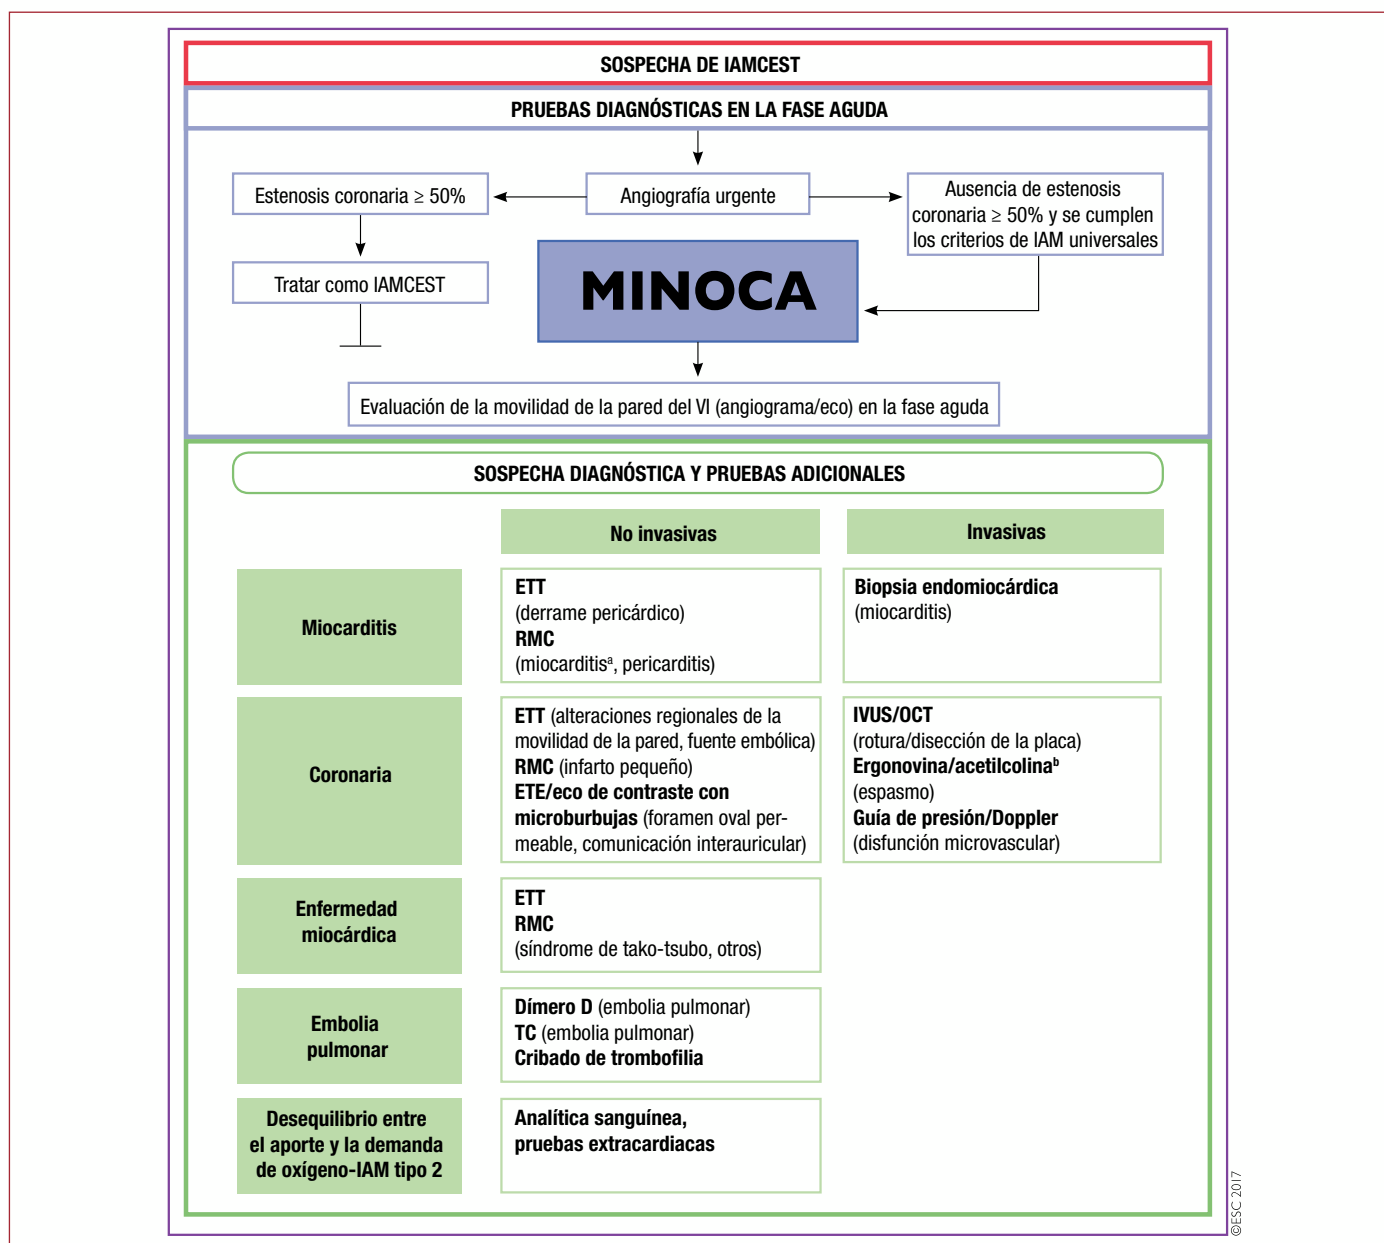 SOSPECHA DE IAMCEST
PRUEBAS DIAGNÓSTICAS EN LA FASE AGUDA
Estenosis coronaria ≥ 50%
Angiografía urgente
Ausencia de estenosis
coronaria ≥ 50% y se cumplen
los criterios de IAM universales
Tratar como IAMCEST
MINOCA
Evaluación de la movilidad de la pared del VI (angiograma/eco) en la fase aguda
SOSPECHA DIAGNÓSTICA Y PRUEBAS ADICIONALES
No invasivas
Invasivas
Miocarditis
ETT
(derrame pericárdico)
RMC
(miocarditisª, pericarditis)
Biopsia endomiocárdica
(miocarditis)
Coronaria
ETT (alteraciones regionales de la
movilidad de la pared, fuente embólica)
RMC (infarto pequeño)
ETE/eco de contraste con
microburbujas (foramen oval per-
meable, comunicación interauricular)
IVUS/OCT
(rotura/disección de la placa)
Ergonovina/acetilcolinaᵇ
(espasmo)
Guía de presión/Doppler
(disfunción microvascular)
Enfermedad
miocárdica
ETT
RMC
(síndrome de tako-tsubo, otros)
Embolia
pulmonar
Dímero D (embolia pulmonar)
TC (embolia pulmonar)
Cribado de trombofilia
Desequilibrio entre
el aporte y la demanda
de oxígeno-IAM tipo 2
Analítica sanguínea,
pruebas extracardiacas
©ESC 2017